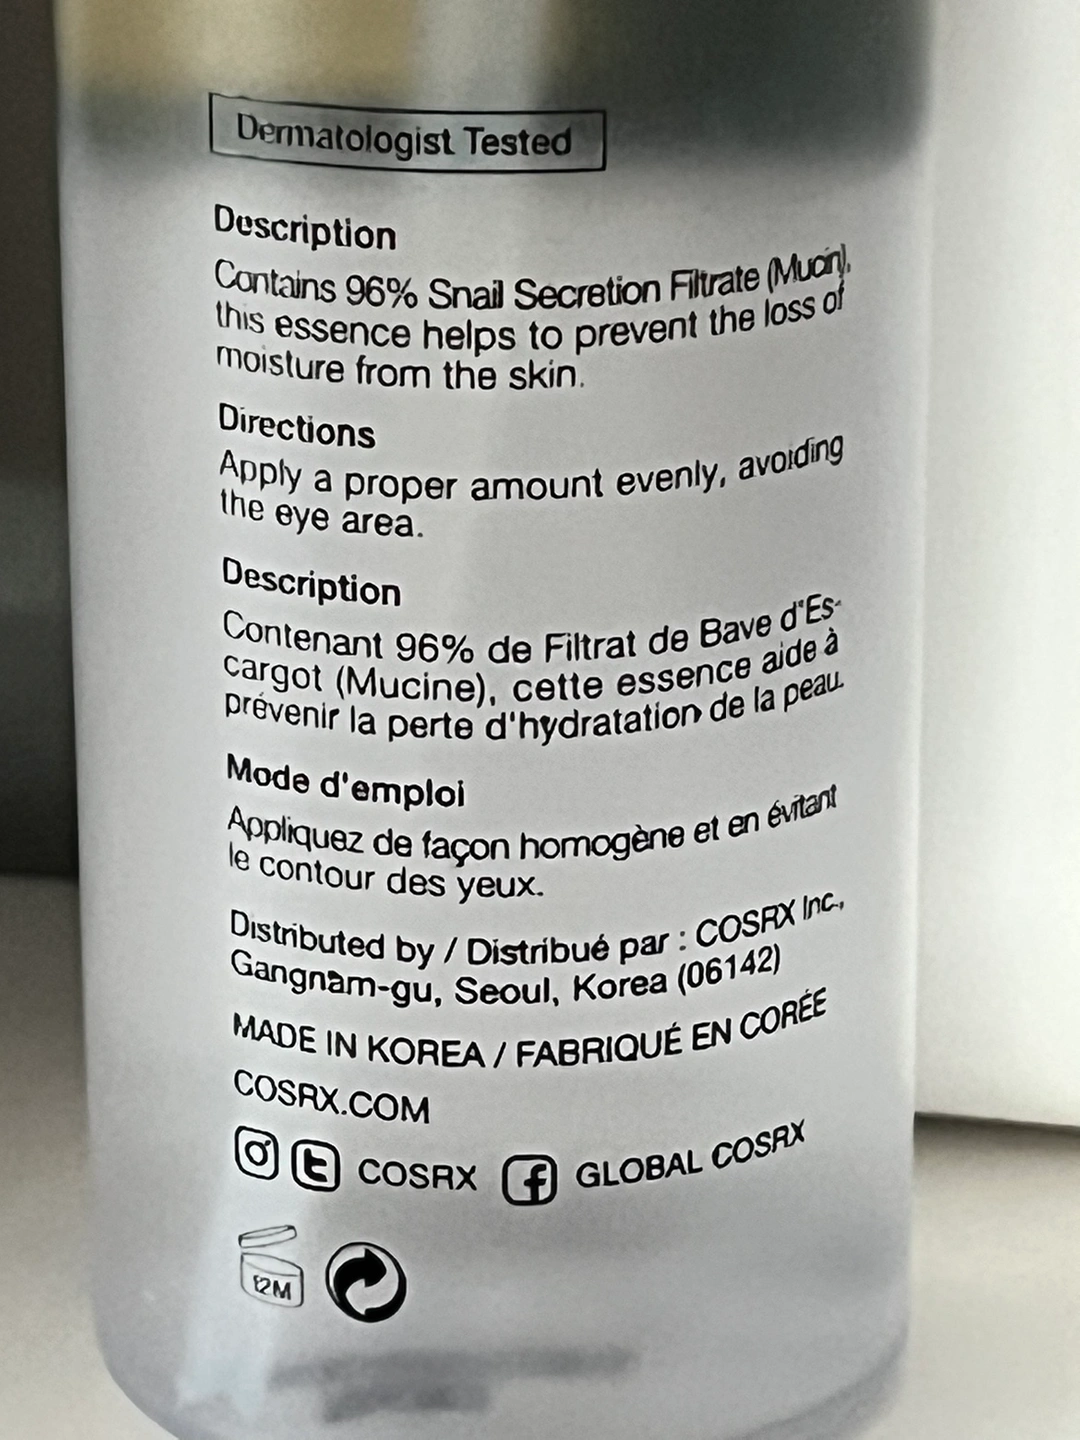 Dermatologist Tested
Description
Contains 96% Snail Secretion Filtrate (Mucin),
this essence helps to prevent the loss of
moisture from the skin.
Directions
Apply a proper amount evenly, avoiding
the eye area.
Description
Contenant 96% de Filtrat de Bave d'Es-
cargot (Mucine), cette essence aide à
prévenir la perte d'hydratation de la peau.
Mode d'emploi
Appliquez de façon homogène et en évitant
le contour des yeux.
Distributed by / Distribué par : COSRX Inc.,
Gangnam-gu, Seoul, Korea (06142)
MADE IN KOREA / FABRIQUÉ EN CORÉE
COSRX.COM
COSRX GLOBAL COSRX
12M